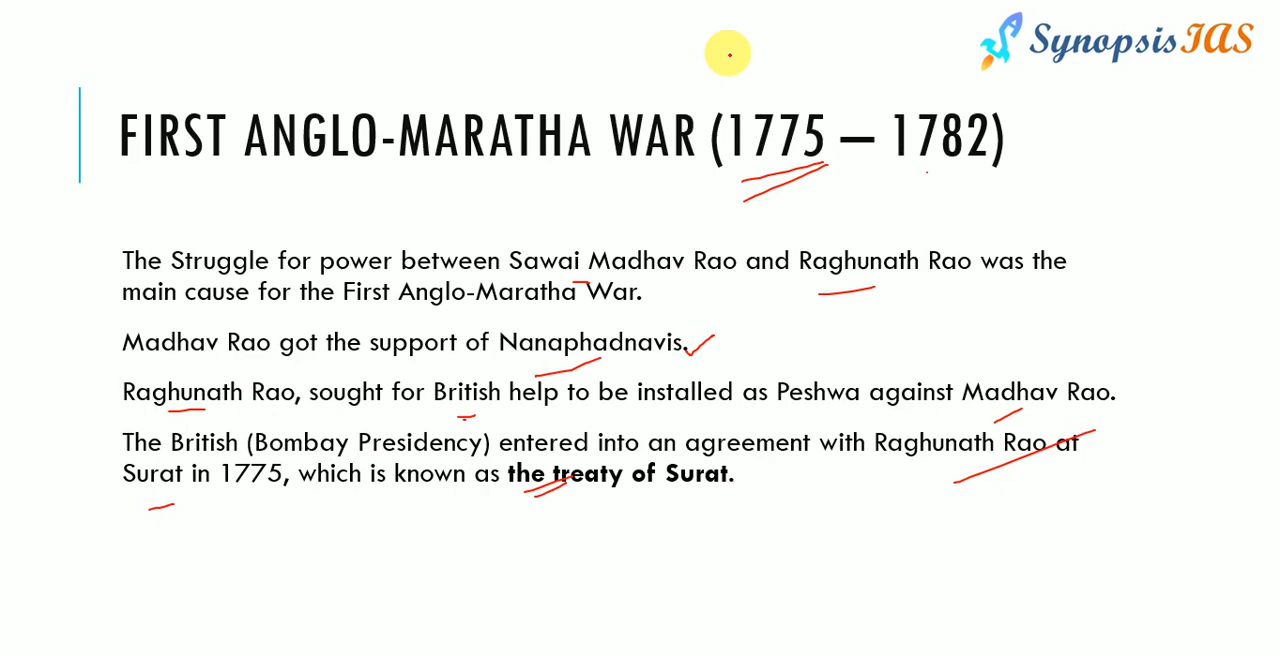 SynopsisIAS
FIRST ANGLO-MARATHA WAR (1775 – 1782)
The Struggle for power between Sawai Madhav Rao and Raghunath Rao was the
main cause for the First Anglo-Maratha War.
Madhav Rao got the support of Nanaphadnavis.
Raghunath Rao, sought for British help to be installed as Peshwa against Madhav Rao.
The British (Bombay Presidency) entered into an agreement with Raghunath Rao at
Surat in 1775, which is known as the treaty of Surat.